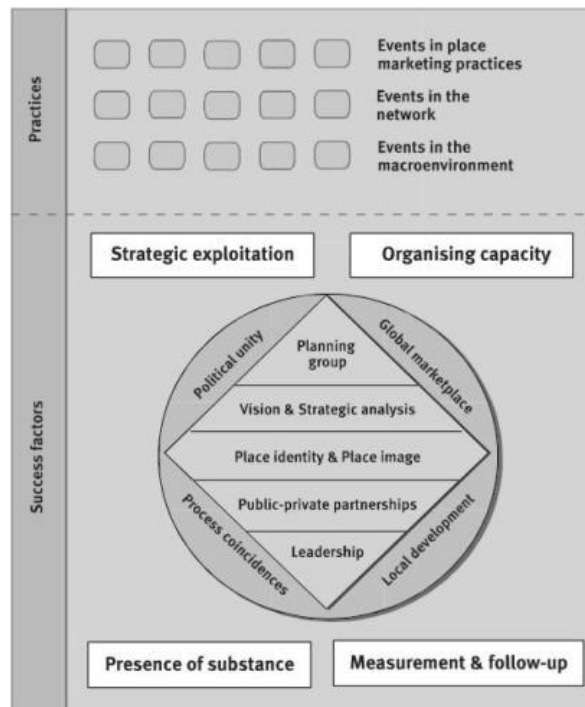 Practices
Events in place
marketing practices
Events in the
network
Events in the
macroenvironment
Success factors
Strategic exploitation
Organising capacity
Political unity
Global marketplace
Planning
group
Vision & Strategic analysis
Place identity & Place image
Public-private partnerships
Leadership
Process coincidences
Local development
Presence of substance
Measurement & follow-up